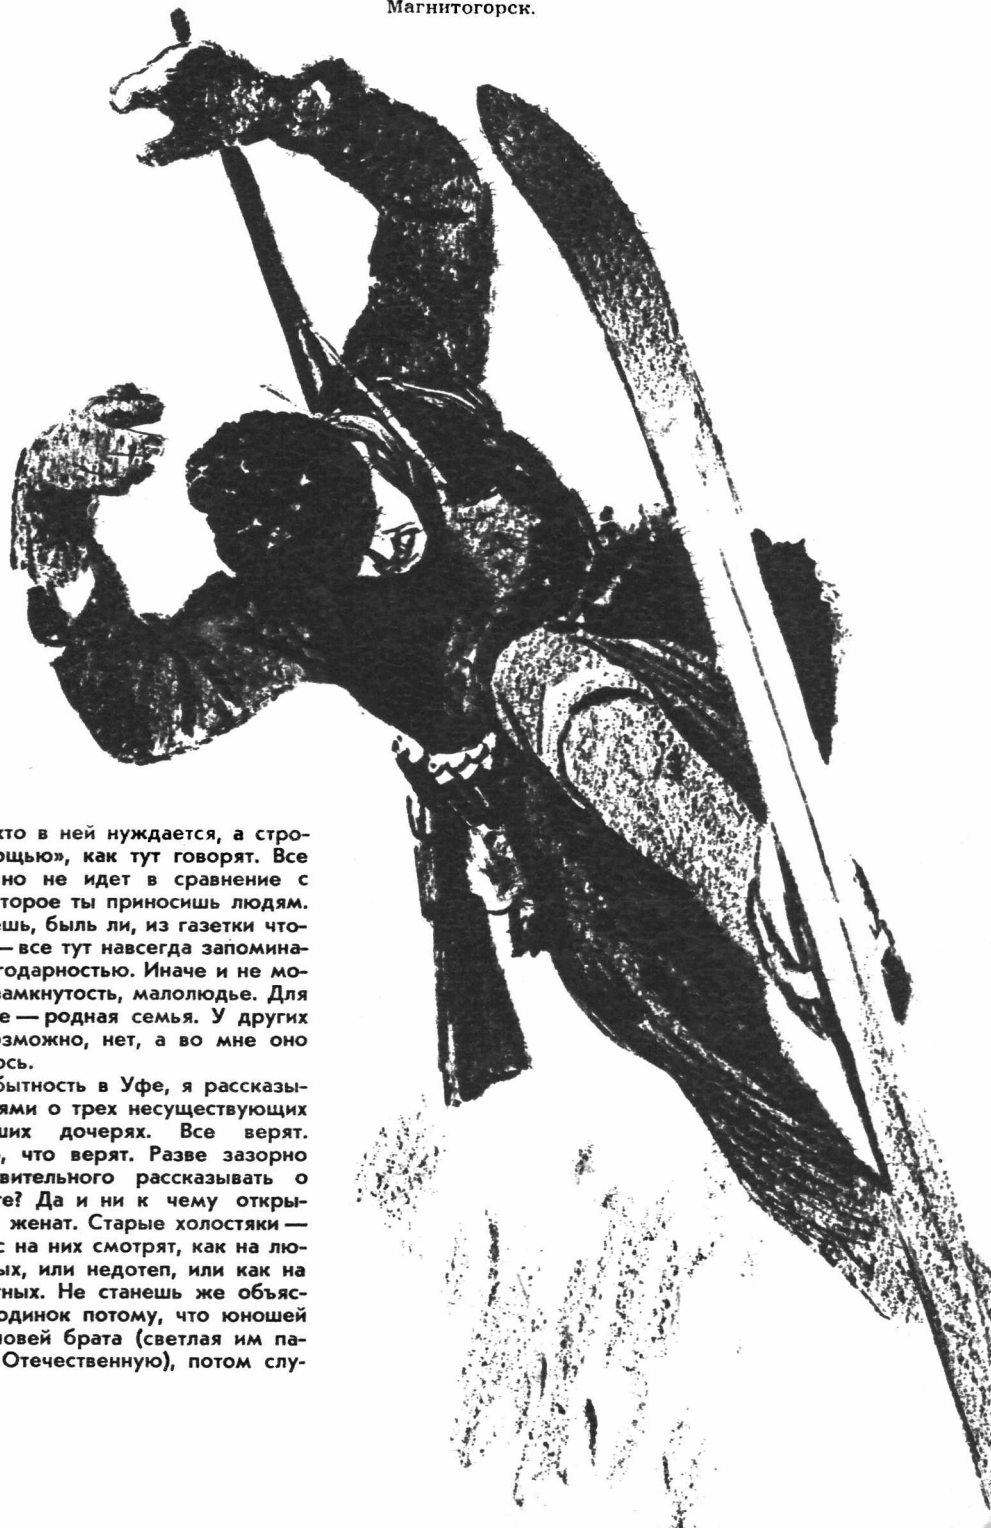 Магнитогорск.
кто в ней нуждается, а стро-
ощью», как тут говорят. Все
но не идет в сравнение с
торое ты приносишь людям.
ешь, быль ли, из газетки что-
— все тут навсегда запомина-
годарностью. Иначе и не мо-
замкнутость, малолюдье. Для
е — родная семья. У других
озможно, нет, а во мне оно
ось.
бытность в Уфе, я рассказы-
ями о трех несуществующих
ших дочерях. Все верят.
, что верят. Разве зазорно
вительного рассказывать о
те? Да и ни к чему откры-
женат. Старые холостяки —
с на них смотрят, как на лю-
ых, или недотеп, или как на
тных. Не станешь же объяс-
одинок потому, что юношей
новей брата (светлая им па-
Отечественную), потом слу-